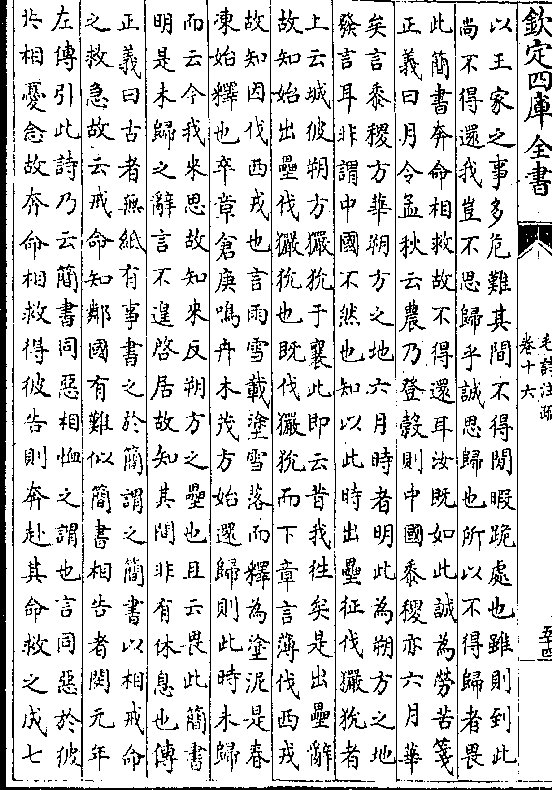 欽定四庫全書
毛詩注疏
卷十六
五十四
以王家之事多危難其間不得閒暇跪處也雖則到此
尚不得還我豈不思歸乎誠思歸也所以不得歸者畏
此簡書奔命相救故不得還耳汝既如此誠為勞苦箋
正義曰月令孟秋云農乃登糓則中國黍稷亦六月華
矣言黍稷方華朔方之地六月時者明此為朔方之地
發言耳非謂中國不然也知以此時出壘征伐玁狁者
上云城彼朔方玁狁于襄此即云昔我往矣是出壘辭
故知始出壘伐玁狁也既伐玁狁而下章言薄伐西戎
故知因伐西戎也言雨雪載塗雪落而釋為塗泥是春
凍始釋也卒章倉庚鳴卉木茂方始還歸則此時未歸
而云今我來思故知來反朔方之壘也且云畏此簡書
明是未歸之辭言不遑啓居故知其間非有休息也傳
正義曰古者無紙有事書之於簡謂之簡書以相戒命
之救急故云戒命知鄰國有難似簡書相告者閔元年
左傳引此詩乃云簡書同惡相恤之謂也言同惡於彼
共相憂念故奔命相救得彼告則奔赴其命救之成七